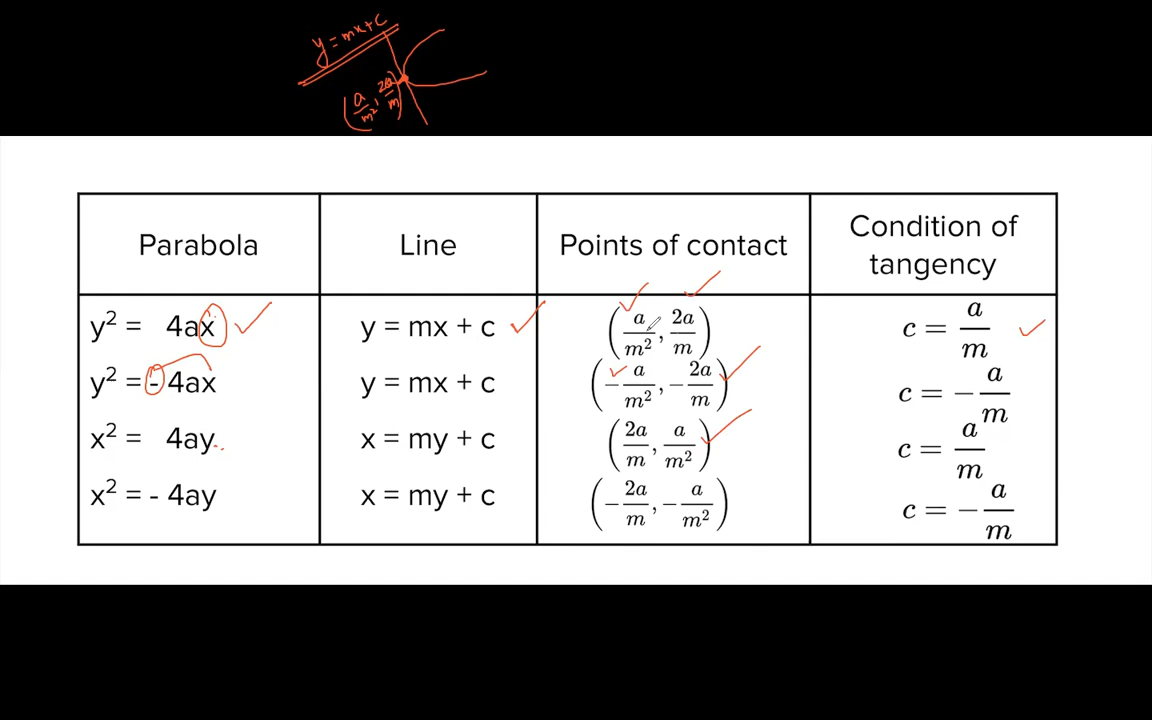 y = mx + c
(a/m², 2a/m)
Parabola | Line | Points of contact | Condition of tangency
y² = 4ax | y = mx + c | (a/m², 2a/m) | c = a/m
y² = - 4ax | y = mx + c | (−a/m², −2a/m) | c = −a/m
x² = 4ay | x = my + c | (2a/m, a/m²) | c = a/m
x² = - 4ay | x = my + c | (−2a/m, −a/m²) | c = −a/m